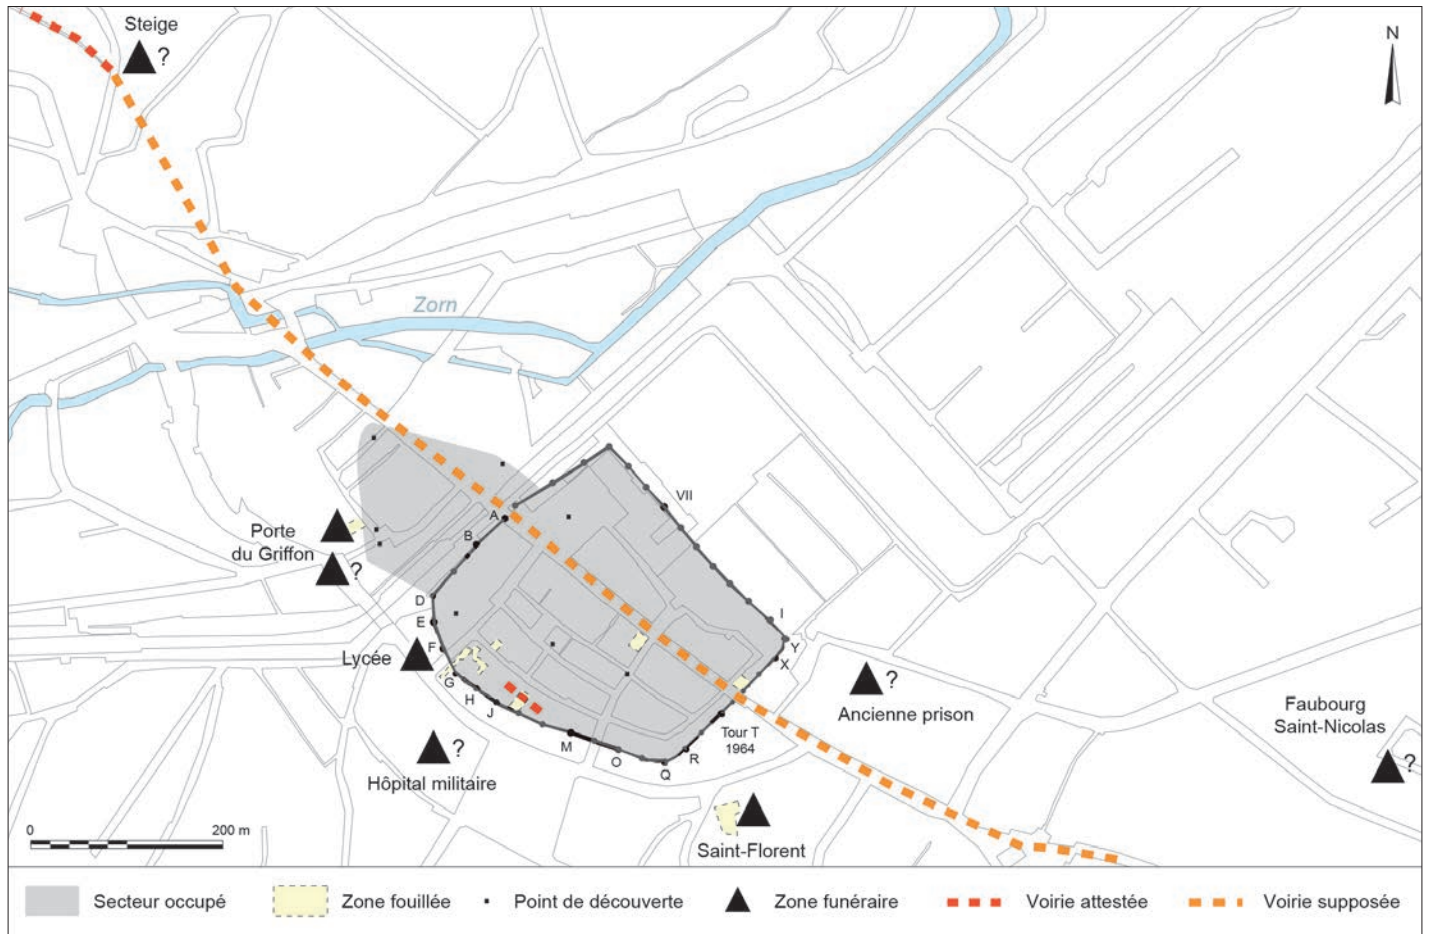 Steige
?
N
Zorn
VII
A
Porte
du Griffon
B
?
D
E
I
Y
F
X
Lycée
G
H
J
?
Ancienne prison
Faubourg
Saint-Nicolas
Tour T
1964
M
O
R
Q
?
Hôpital militaire
?
Saint-Florent
0 200 m
Secteur occupé Zone fouillée Point de découverte Zone funéraire Voirie attestée Voirie supposée